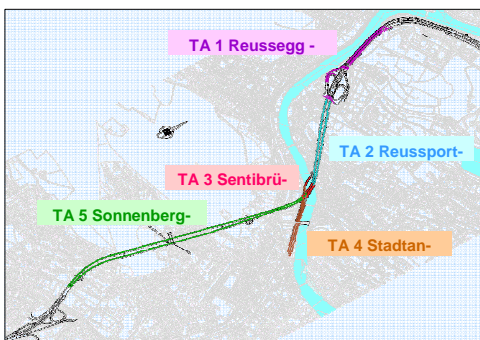 TA 1 Reussegg -
TA 2 Reussport-
TA 3 Sentibrü-
TA 5 Sonnenberg-
TA 4 Stadtan-